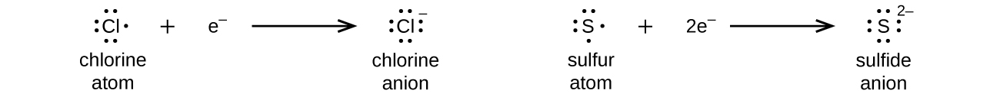 Cl + e⁻ Cl⁻ S + 2e⁻ S²⁻
chlorine chlorine sulfur sulfide
atom anion atom anion